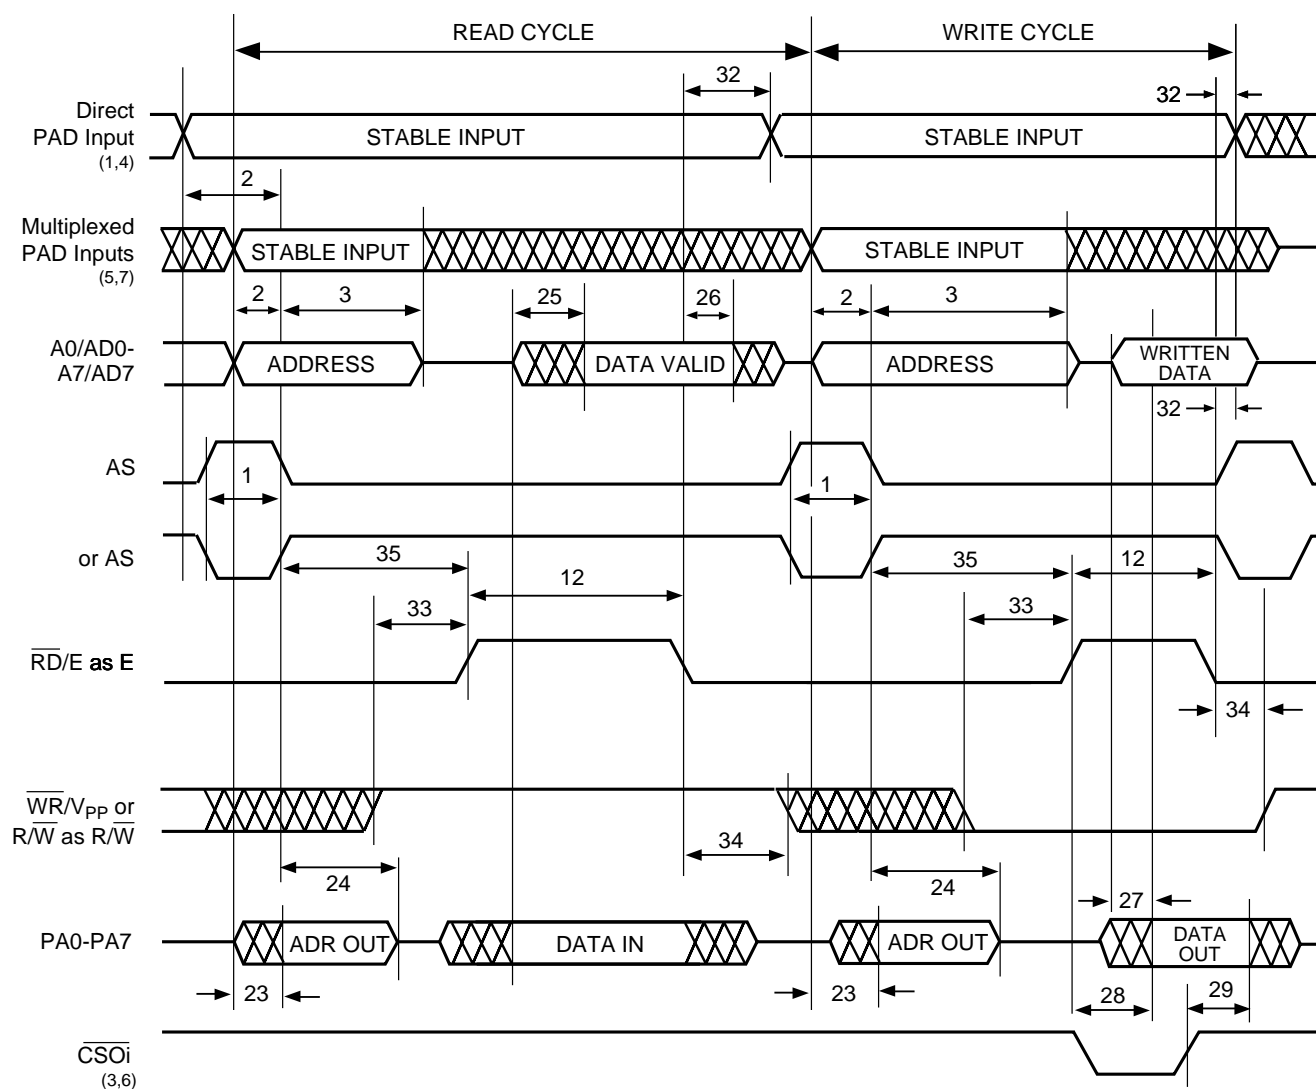 READ CYCLE WRITE CYCLE
32 32
Direct
PAD Input
(1,4)
STABLE INPUT STABLE INPUT
2
Multiplexed
PAD Inputs
(5,7)
STABLE INPUT STABLE INPUT
2 3 25 26 2 3
A0/AD0-
A7/AD7
ADDRESS DATA VALID ADDRESS WRITTEN
DATA
32
AS
1 1
or AS
35 12 35 12
33 33
R̅D̅/E as E
34
W̅R̅/VPP or
R/W̅ as R/W̅
34
24 24
27
PA0-PA7
ADR OUT DATA IN ADR OUT DATA
OUT
23 23 28 29
C̅S̅O̅i̅
(3,6)